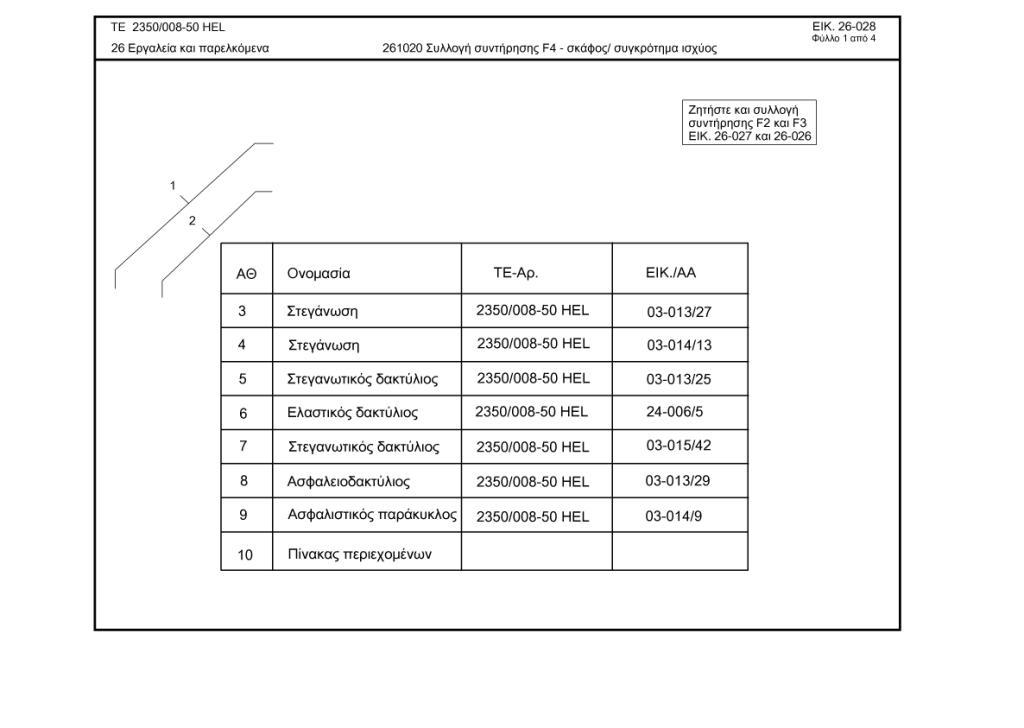 ΤΕ 2350/008-50 HEL
ΕΙΚ. 26-028
Φύλλο 1 από 4
26 Εργαλεία και παρελκόμενα
261020 Συλλογή συντήρησης F4 - σκάφος/ συγκρότημα ισχύος
Ζητήστε και συλλογή
συντήρησης F2 και F3
ΕΙΚ. 26-027 και 26-026
1
2
ΑΘ Ονομασία ΤΕ-Αρ. ΕΙΚ./ΑΑ
3 Στεγάνωση 2350/008-50 HEL 03-013/27
4 Στεγάνωση 2350/008-50 HEL 03-014/13
5 Στεγανωτικός δακτύλιος 2350/008-50 HEL 03-013/25
6 Ελαστικός δακτύλιος 2350/008-50 HEL 24-006/5
7 Στεγανωτικός δακτύλιος 2350/008-50 HEL 03-015/42
8 Ασφαλειοδακτύλιος 2350/008-50 HEL 03-013/29
9 Ασφαλιστικός παράκυκλος 2350/008-50 HEL 03-014/9
10 Πίνακας περιεχομένων